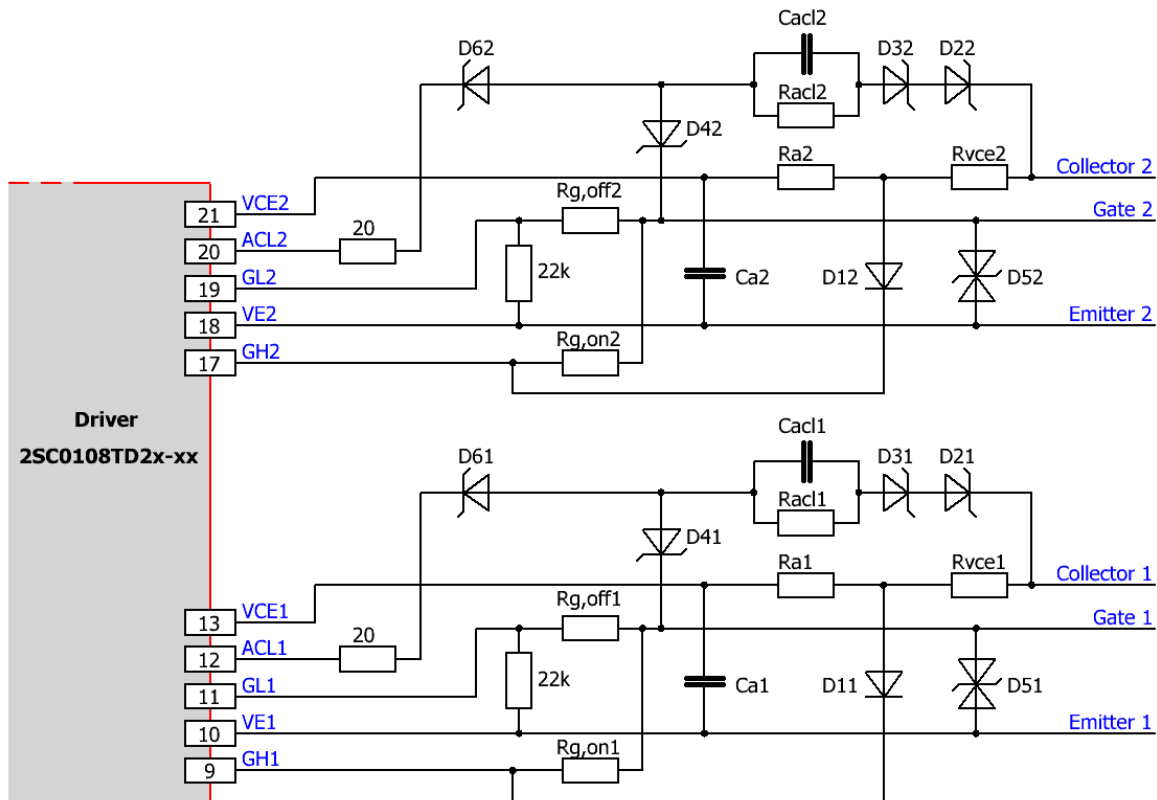 Cacl2
D62
D32
D22
Racl2
D42
Ra2
Rvce2
Collector 2
21
VCE2
Rg,off2
Gate 2
20
ACL2
20
22k
Ca2
D12
D52
19
GL2
18
VE2
Emitter 2
Rg,on2
17
GH2
Driver
2SC0108TD2x-xx
Cacl1
D61
D31
D21
Racl1
D41
Ra1
Rvce1
Collector 1
13
VCE1
Rg,off1
Gate 1
12
ACL1
20
22k
Ca1
D11
D51
11
GL1
10
VE1
Emitter 1
Rg,on1
9
GH1